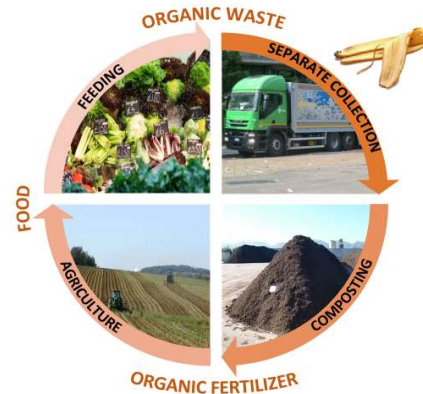 ORGANIC WASTE
FEEDING
SEPARATE COLLECTION
FOOD
AGRICULTURE
COMPOSTING
ORGANIC FERTILIZER